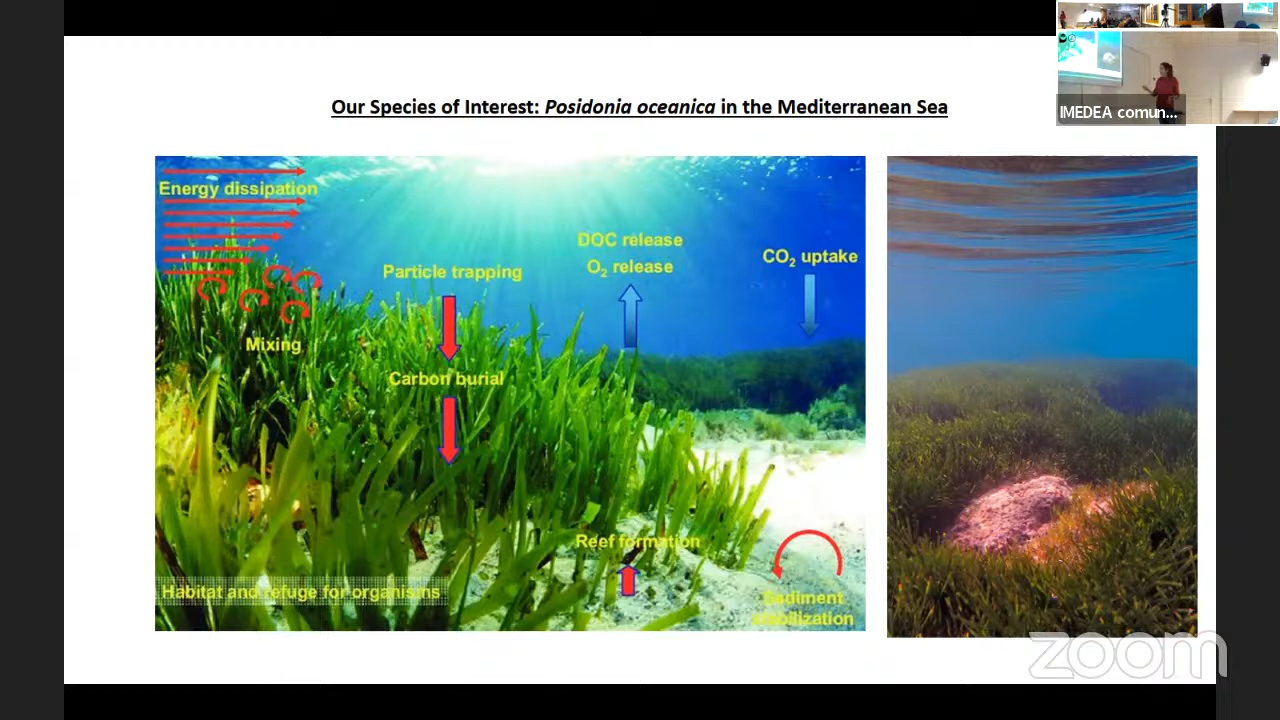 Our Species of Interest: Posidonia oceanica in the Mediterranean Sea
IMEDEA comun...
Energy dissipation
Mixing
Particle trapping
Carbon burial
DOC release
O₂ release
CO₂ uptake
Reef formation
Habitat and refuge for organisms
Sediment
stabilization
zoom